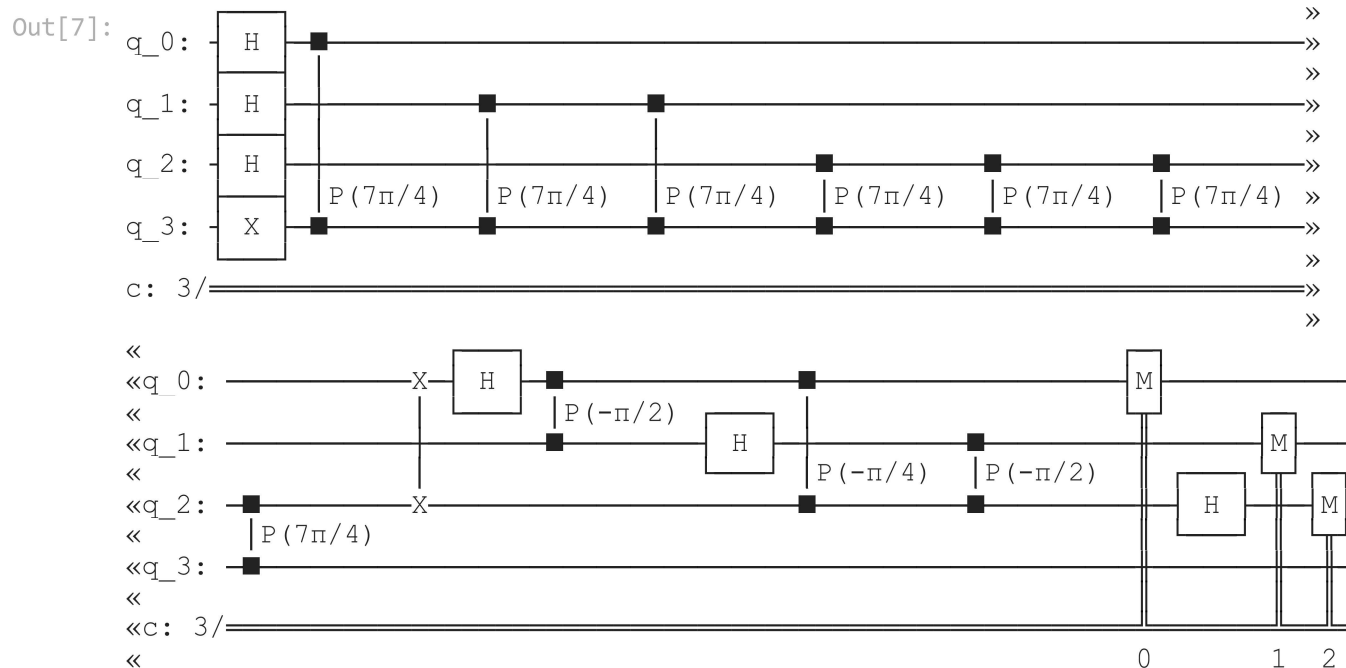 Out[7]:
»
q_0: H »
»
q_1: H »
»
q_2: H »
P(7π/4) P(7π/4) P(7π/4) P(7π/4) P(7π/4) P(7π/4) »
q_3: X »
»
c: 3/ »
»
«
«q_0: X H M
« P(-π/2)
«q_1: H M
« P(-π/4) P(-π/2)
«q_2: X H M
« P(7π/4)
«q_3:
«
«c: 3/
« 0 1 2